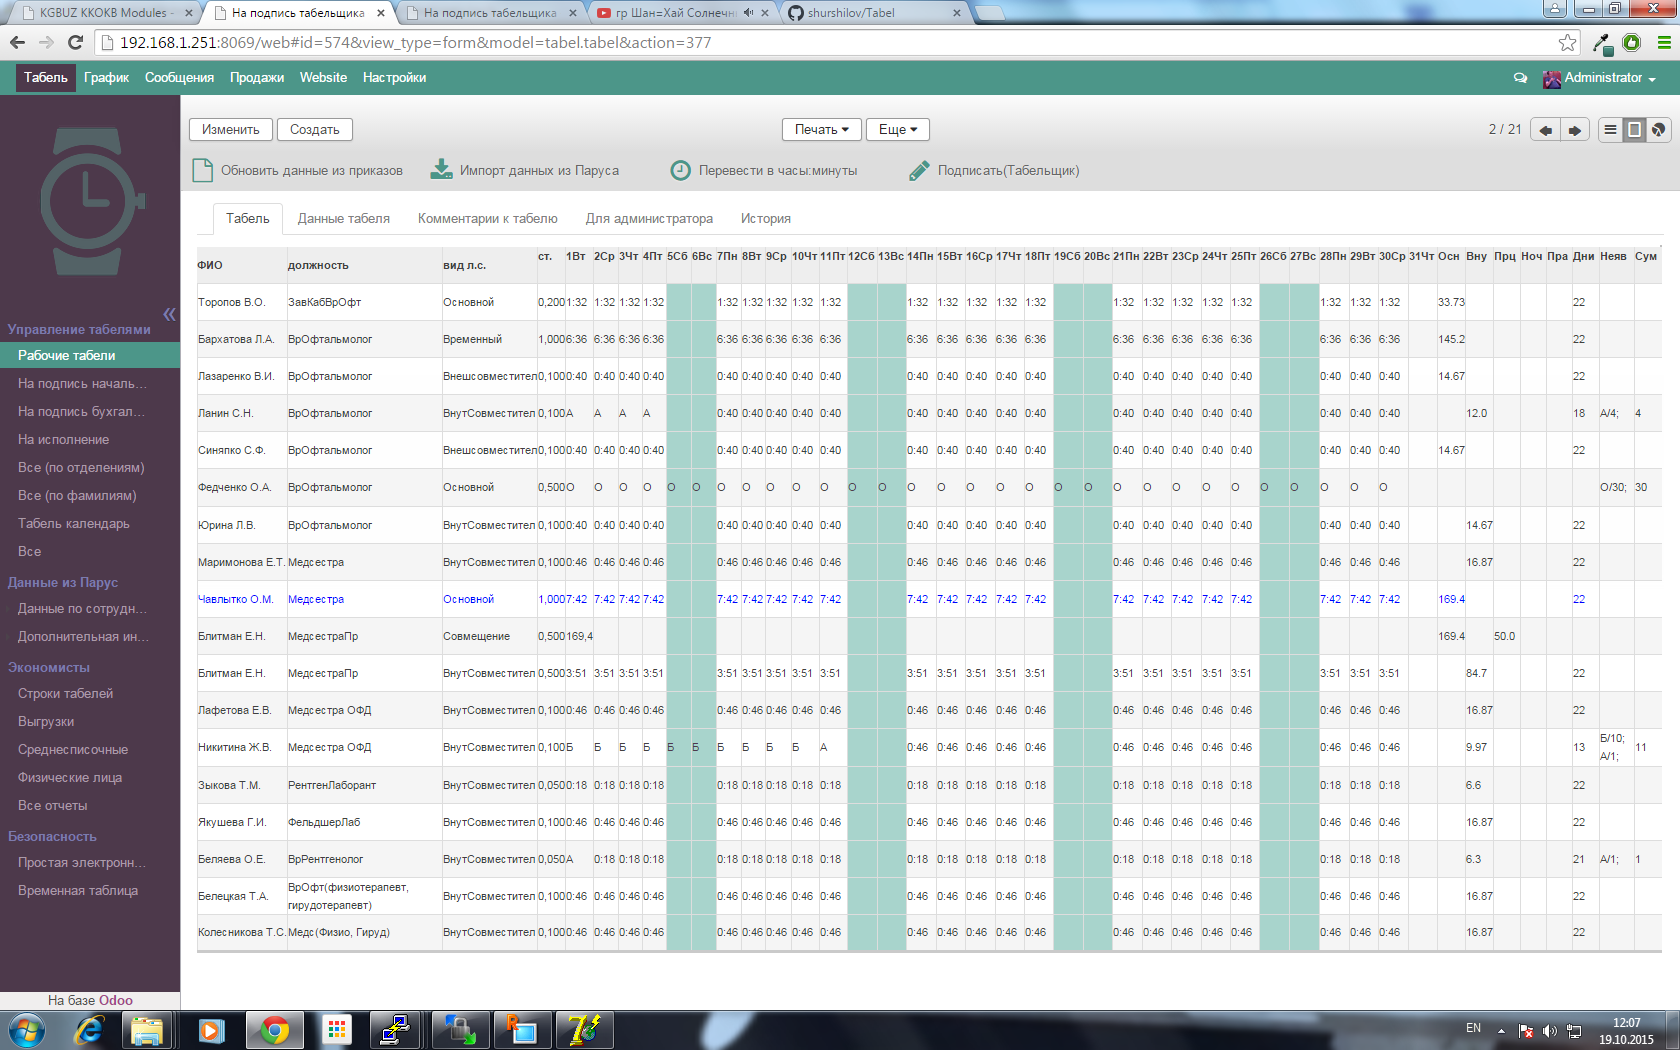 KGBUZ KKOKB Modules -
На подпись табельщика
На подпись табельщика
гр Шан=Хай Солнечн
shurshilov/Tabel
192.168.1.251:8069/web#id=574&view_type=form&model=tabel.tabel&action=377
Табель График Сообщения Продажи Website Настройки
Administrator
Изменить Создать Печать Еще 2 / 21
Обновить данные из приказов Импорт данных из Паруса Перевести в часы:минуты Подписать(Табельщик)
Табель Данные табеля Комментарии к табелю Для администратора История
Управление табелями
Рабочие табели
На подпись началь...
На подпись бухгал...
На исполнение
Все (по отделениям)
Все (по фамилиям)
Табель календарь
Все
Данные из Парус
Данные по сотрудн...
Дополнительная ин...
Экономисты
Строки табелей
Выгрузки
Среднесписочные
Физические лица
Все отчеты
Безопасность
Простая электронн...
Временная таблица
На базе Odoo
ФИО должность вид л.с. ст. 1Вт 2Ср 3Чт 4Пт 5Сб 6Вс 7Пн 8Вт 9Ср 10Чт 11Пт 12Сб 13Вс 14Пн 15Вт 16Ср 17Чт 18Пт 19Сб 20Вс 21Пн 22Вт 23Ср 24Чт 25Пт 26Сб 27Вс 28Пн 29Вт 30Ср 31Чт Осн Вну Прц Ноч Пра Дни Неяв Сум
Торопов В.О. ЗавКабВрОфт Основной 0,200 1:32 1:32 1:32 1:32 1:32 1:32 1:32 1:32 1:32 1:32 1:32 1:32 1:32 1:32 1:32 1:32 1:32 1:32 1:32 1:32 1:32 1:32 33.73 22
Бархатова Л.А. ВрОфтальмолог Временный 1,000 6:36 6:36 6:36 6:36 6:36 6:36 6:36 6:36 6:36 6:36 6:36 6:36 6:36 6:36 6:36 6:36 6:36 6:36 6:36 6:36 6:36 6:36 145.2 22
Лазаренко В.И. ВрОфтальмолог Внешсовместител 0,100 0:40 0:40 0:40 0:40 0:40 0:40 0:40 0:40 0:40 0:40 0:40 0:40 0:40 0:40 0:40 0:40 0:40 0:40 0:40 0:40 0:40 0:40 14.67 22
Ланин С.Н. ВрОфтальмолог ВнутСовместител 0,100 А А А А 0:40 0:40 0:40 0:40 0:40 0:40 0:40 0:40 0:40 0:40 0:40 0:40 0:40 0:40 0:40 0:40 0:40 0:40 12.0 18 А/4; 4
Синяпко С.Ф. ВрОфтальмолог Внешсовместител 0,100 0:40 0:40 0:40 0:40 0:40 0:40 0:40 0:40 0:40 0:40 0:40 0:40 0:40 0:40 0:40 0:40 0:40 0:40 0:40 0:40 0:40 0:40 14.67 22
Федченко О.А. ВрОфтальмолог Основной 0,500 О О О О О О О О О О О О О О О О О О О О О О О О О О О О О О О/30; 30
Юрина Л.В. ВрОфтальмолог ВнутСовместител 0,100 0:40 0:40 0:40 0:40 0:40 0:40 0:40 0:40 0:40 0:40 0:40 0:40 0:40 0:40 0:40 0:40 0:40 0:40 0:40 0:40 0:40 0:40 14.67 22
Маримонова Е.Т. Медсестра ВнутСовместител 0,100 0:46 0:46 0:46 0:46 0:46 0:46 0:46 0:46 0:46 0:46 0:46 0:46 0:46 0:46 0:46 0:46 0:46 0:46 0:46 0:46 0:46 0:46 16.87 22
Чавлытко О.М. Медсестра Основной 1,000 7:42 7:42 7:42 7:42 7:42 7:42 7:42 7:42 7:42 7:42 7:42 7:42 7:42 7:42 7:42 7:42 7:42 7:42 7:42 7:42 7:42 7:42 169.4 22
Блитман Е.Н. МедсестраПр Совмещение 0,500 169,4 169.4 50.0
Блитман Е.Н. МедсестраПр ВнутСовместител 0,500 3:51 3:51 3:51 3:51 3:51 3:51 3:51 3:51 3:51 3:51 3:51 3:51 3:51 3:51 3:51 3:51 3:51 3:51 3:51 3:51 3:51 3:51 84.7 22
Лафетова Е.В. Медсестра ОФД ВнутСовместител 0,100 0:46 0:46 0:46 0:46 0:46 0:46 0:46 0:46 0:46 0:46 0:46 0:46 0:46 0:46 0:46 0:46 0:46 0:46 0:46 0:46 0:46 0:46 16.87 22
Никитина Ж.В. Медсестра ОФД ВнутСовместител 0,100 Б Б Б Б Б Б Б Б Б Б А 0:46 0:46 0:46 0:46 0:46 0:46 0:46 0:46 0:46 0:46 0:46 0:46 0:46 9.97 13 Б/10; А/1; 11
Зыкова Т.М. РентгенЛаборант ВнутСовместител 0,050 0:18 0:18 0:18 0:18 0:18 0:18 0:18 0:18 0:18 0:18 0:18 0:18 0:18 0:18 0:18 0:18 0:18 0:18 0:18 0:18 0:18 0:18 6.6 22
Якушева Г.И. ФельдшерЛаб ВнутСовместител 0,100 0:46 0:46 0:46 0:46 0:46 0:46 0:46 0:46 0:46 0:46 0:46 0:46 0:46 0:46 0:46 0:46 0:46 0:46 0:46 0:46 0:46 0:46 16.87 22
Беляева О.Е. ВрРентгенолог ВнутСовместител 0,050 А 0:18 0:18 0:18 0:18 0:18 0:18 0:18 0:18 0:18 0:18 0:18 0:18 0:18 0:18 0:18 0:18 0:18 0:18 0:18 0:18 0:18 6.3 21 А/1; 1
Белецкая Т.А. ВрОфт(физиотерапевт, гирудотерапевт) ВнутСовместител 0,100 0:46 0:46 0:46 0:46 0:46 0:46 0:46 0:46 0:46 0:46 0:46 0:46 0:46 0:46 0:46 0:46 0:46 0:46 0:46 0:46 0:46 0:46 16.87 22
Колесникова Т.С. Медс(Физио, Гируд) ВнутСовместител 0,100 0:46 0:46 0:46 0:46 0:46 0:46 0:46 0:46 0:46 0:46 0:46 0:46 0:46 0:46 0:46 0:46 0:46 0:46 0:46 0:46 0:46 0:46 16.87 22
EN
12:07
19.10.2015